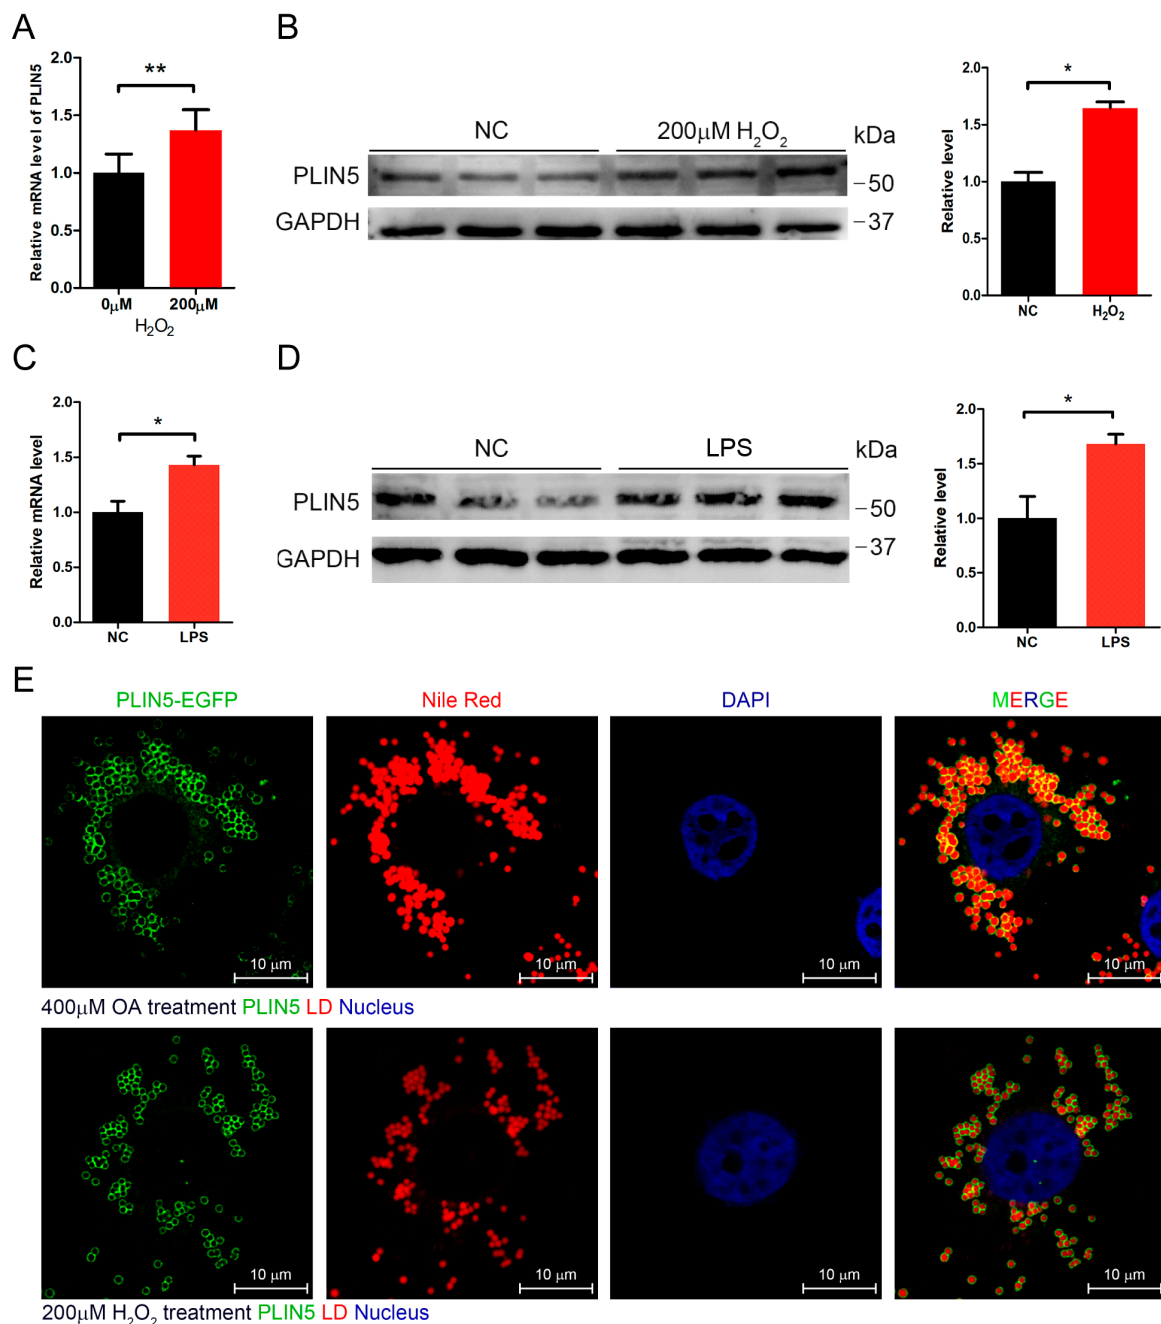 A
Relative mRNA level of PLIN5
2.0
1.5
1.0
0.5
0.0
**
0μM
200μM
H₂O₂
B
NC
200μM H₂O₂
kDa
PLIN5
–50
GAPDH
–37
Relative level
2.0
1.5
1.0
0.5
0.0
*
NC
H₂O₂
C
Relative mRNA level
2.0
1.5
1.0
0.5
0.0
*
NC
LPS
D
NC
LPS
kDa
PLIN5
–50
GAPDH
–37
Relative level
2.0
1.5
1.0
0.5
0.0
*
NC
LPS
E
PLIN5-EGFP
Nile Red
DAPI
MERGE
10 μm
10 μm
10 μm
10 μm
400μM OA treatment PLIN5 LD Nucleus
10 μm
10 μm
10 μm
10 μm
200μM H₂O₂ treatment PLIN5 LD Nucleus